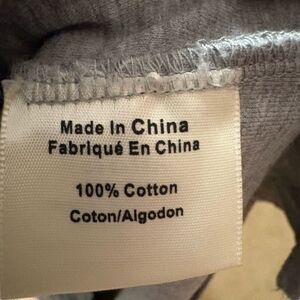 Made In China
Fabriqué En China
100% Cotton
Coton/Algodon